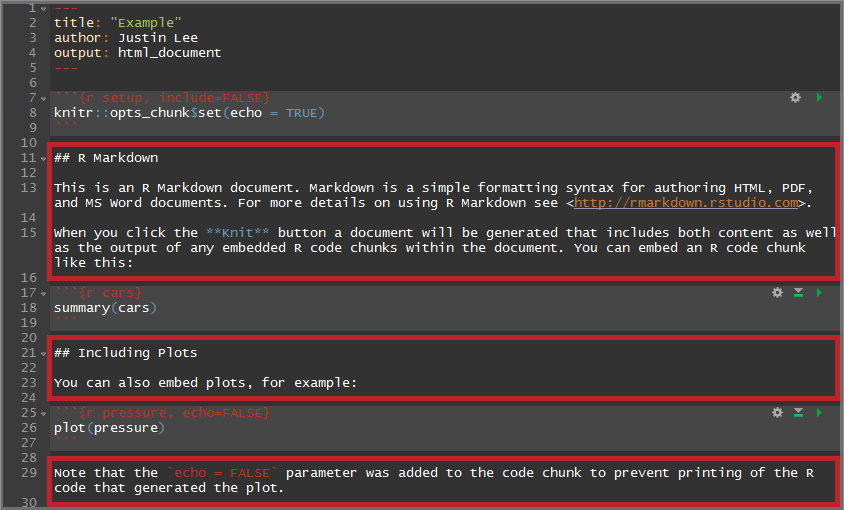 1 ---
2 title: "Example"
3 author: Justin Lee
4 output: html_document
5 ---
6
7 ```{r setup, include=FALSE}
8 knitr::opts_chunk$set(echo = TRUE)
9 ```
10
11 ## R Markdown
12
13 This is an R Markdown document. Markdown is a simple formatting syntax for authoring HTML, PDF,
and MS Word documents. For more details on using R Markdown see <http://rmarkdown.rstudio.com>.
14
15 When you click the **Knit** button a document will be generated that includes both content as well
as the output of any embedded R code chunks within the document. You can embed an R code chunk
like this:
16
17 ```{r cars}
18 summary(cars)
19 ```
20
21 ## Including Plots
22
23 You can also embed plots, for example:
24
25 ```{r pressure, echo=FALSE}
26 plot(pressure)
27 ```
28
29 Note that the `echo = FALSE` parameter was added to the code chunk to prevent printing of the R
code that generated the plot.
30